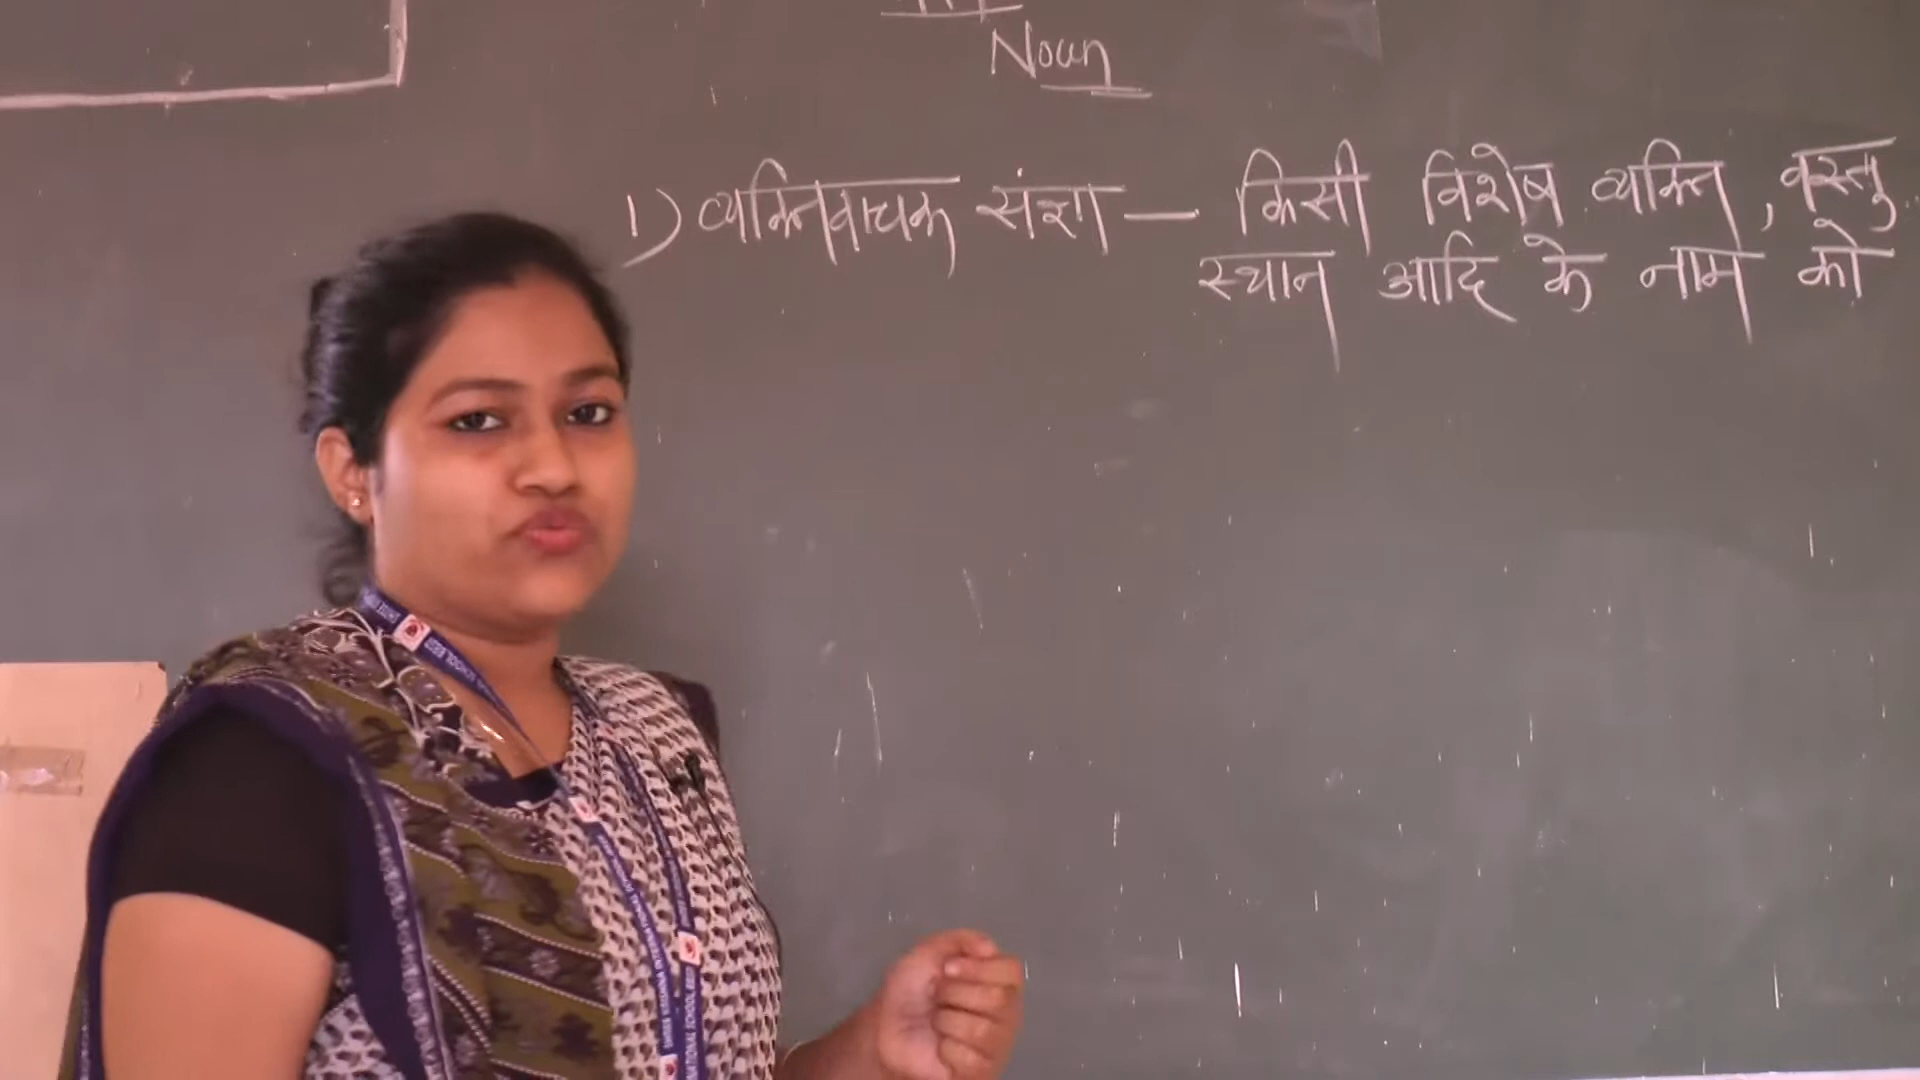 Noun
1) व्यक्तिवाचक संज्ञा — किसी विशेष व्यक्ति, वस्तु
स्थान आदि के नाम को